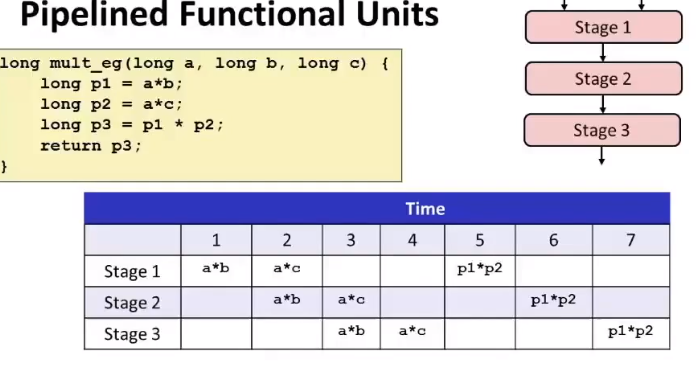 Pipelined Functional Units
long mult_eg(long a, long b, long c) {
long p1 = a*b;
long p2 = a*c;
long p3 = p1 * p2;
return p3;
}
Stage 1
Stage 2
Stage 3
Time
1 2 3 4 5 6 7
Stage 1 a*b a*c p1*p2
Stage 2 a*b a*c p1*p2
Stage 3 a*b a*c p1*p2